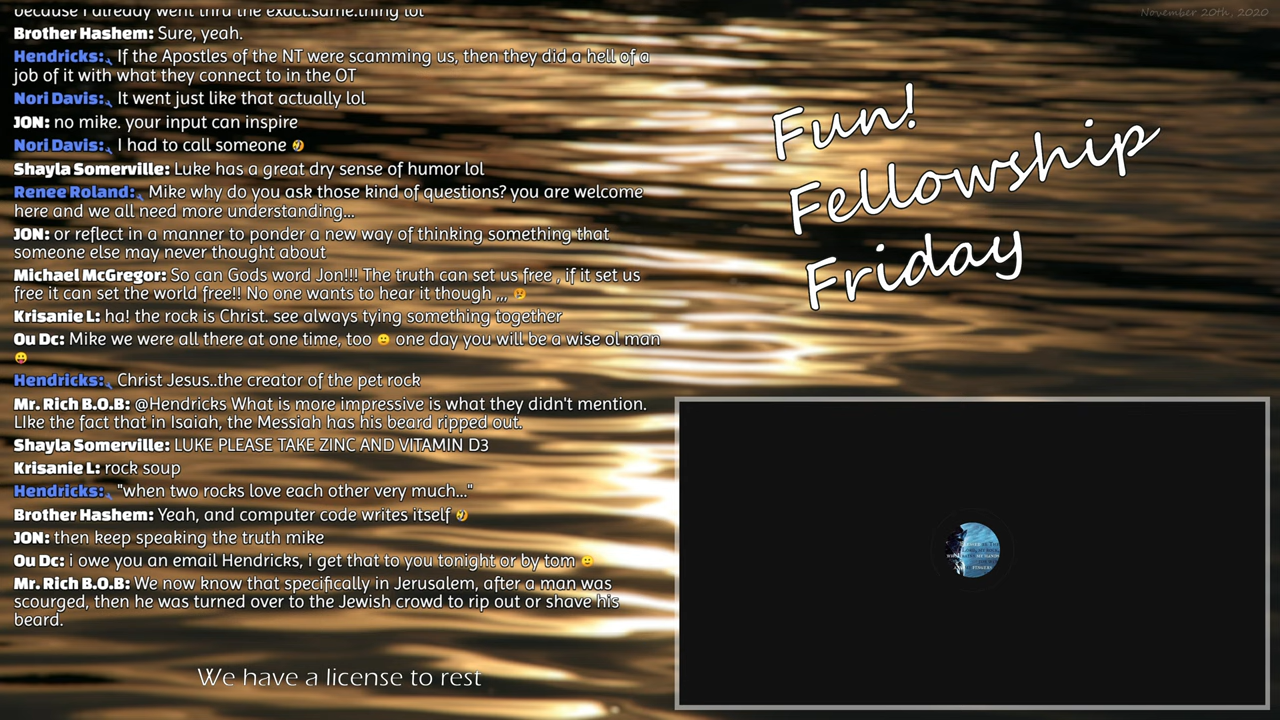 because I already went thru the exact.same.thing lol
November 20th, 2020
Brother Hashem: Sure, yeah.
Hendricks: If the Apostles of the NT were scamming us, then they did a hell of a
job of it with what they connect to in the OT
Nori Davis: It went just like that actually lol
JON: no mike. your input can inspire
Nori Davis: I had to call someone 🤣
Shayla Somerville: Luke has a great dry sense of humor lol
Renee Roland: Mike why do you ask those kind of questions? you are welcome
here and we all need more understanding...
JON: or reflect in a manner to ponder a new way of thinking something that
someone else may never thought about
Michael McGregor: So can Gods word Jon!!! The truth can set us free , if it set us
free it can set the world free!! No one wants to hear it though ,,, 😢
Krisanie L: ha! the rock is Christ. see always tying something together
Ou Dc: Mike we were all there at one time, too 🙂 one day you will be a wise ol man
😛
Hendricks: Christ Jesus..the creator of the pet rock
Mr. Rich B.O.B: @Hendricks What is more impressive is what they didn't mention.
LIke the fact that in Isaiah, the Messiah has his beard ripped out.
Shayla Somerville: LUKE PLEASE TAKE ZINC AND VITAMIN D3
Krisanie L: rock soup
Hendricks: "when two rocks love each other very much..."
Brother Hashem: Yeah, and computer code writes itself 🤣
JON: then keep speaking the truth mike
Ou Dc: i owe you an email Hendricks, i get that to you tonight or by tom 🙂
Mr. Rich B.O.B: We now know that specifically in Jerusalem, after a man was
scourged, then he was turned over to the Jewish crowd to rip out or shave his
beard.
We have a license to rest
Fun!
Fellowship
Friday